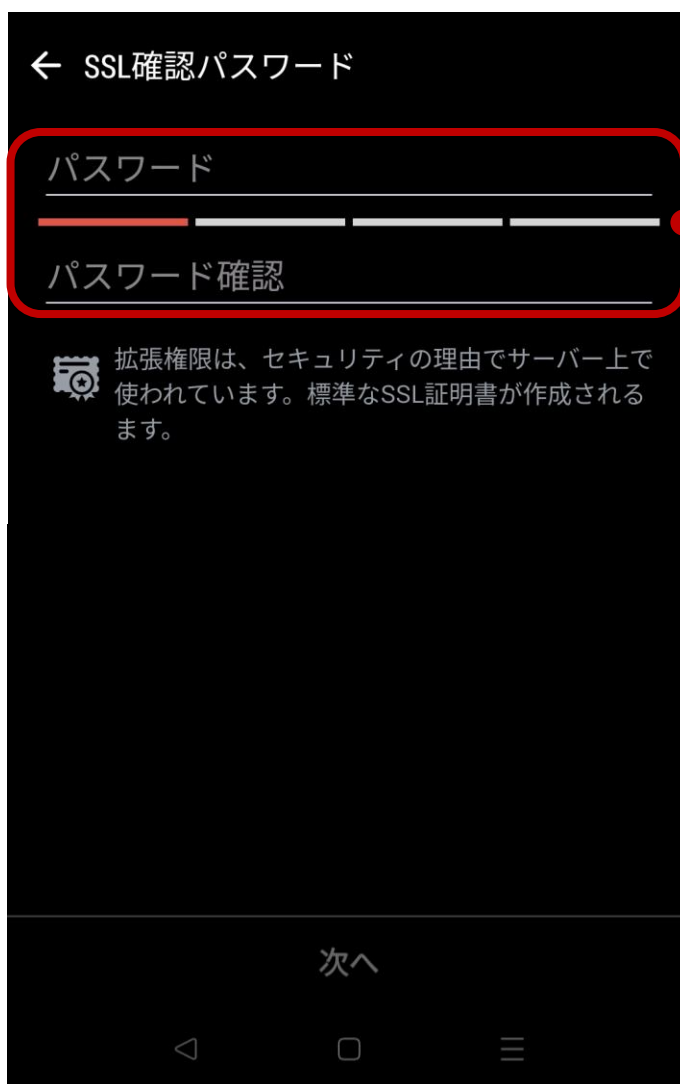 SSL確認パスワード
パスワード
パスワード確認
拡張権限は、セキュリティの理由でサーバー上で
使われています。標準なSSL証明書が作成される
ます。
次へ